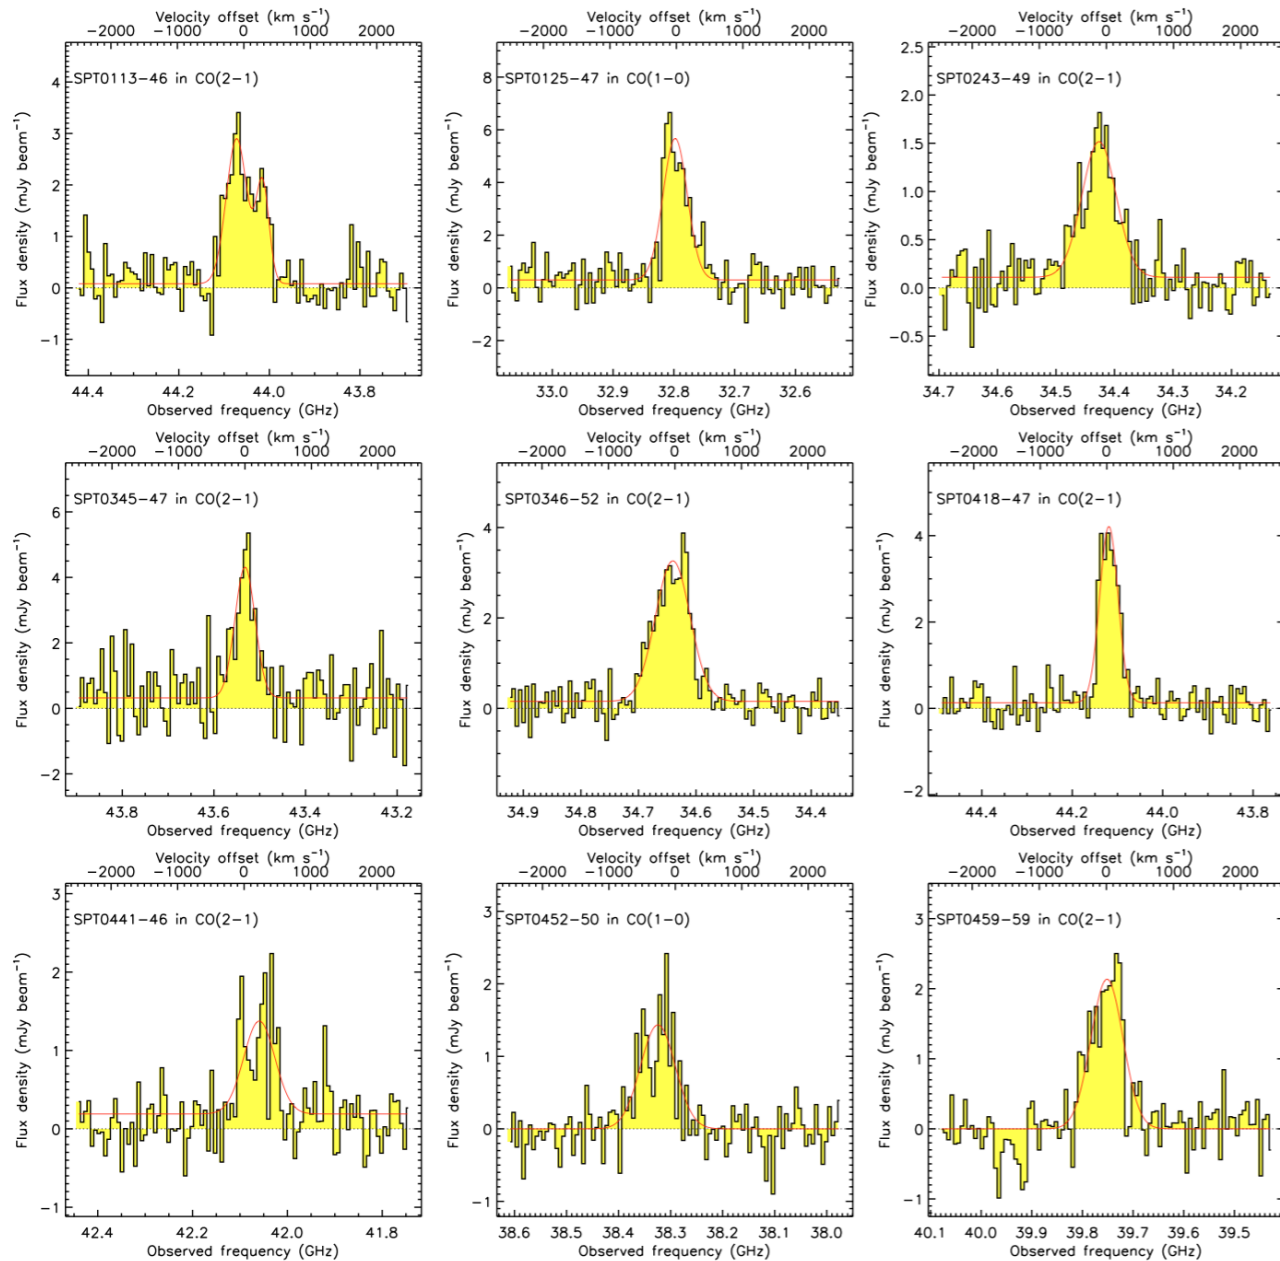 Velocity offset (km s⁻¹) Velocity offset (km s⁻¹) Velocity offset (km s⁻¹)
−2000 −1000 0 1000 2000 −2000 −1000 0 1000 2000 −2000 −1000 0 1000 2000
SPT0113−46 in CO(2−1) SPT0125−47 in CO(1−0) SPT0243−49 in CO(2−1)
Flux density (mJy beam⁻¹) Flux density (mJy beam⁻¹) Flux density (mJy beam⁻¹)
4 3 2 1 0 −1
8 6 4 2 0 −2
2.5 2.0 1.5 1.0 0.5 0.0 −0.5
44.4 44.2 44.0 43.8 33.0 32.9 32.8 32.7 32.6 34.7 34.6 34.5 34.4 34.3 34.2
Observed frequency (GHz) Observed frequency (GHz) Observed frequency (GHz)
Velocity offset (km s⁻¹) Velocity offset (km s⁻¹) Velocity offset (km s⁻¹)
−2000 −1000 0 1000 2000 −2000 −1000 0 1000 2000 −2000 −1000 0 1000 2000
SPT0345−47 in CO(2−1) SPT0346−52 in CO(2−1) SPT0418−47 in CO(2−1)
Flux density (mJy beam⁻¹) Flux density (mJy beam⁻¹) Flux density (mJy beam⁻¹)
6 4 2 0 −2
4 2 0
4 2 0 −2
43.8 43.6 43.5 43.4 43.3 43.2 34.9 34.8 34.7 34.6 34.5 34.4 44.4 44.2 44.0 43.8
Observed frequency (GHz) Observed frequency (GHz) Observed frequency (GHz)
Velocity offset (km s⁻¹) Velocity offset (km s⁻¹) Velocity offset (km s⁻¹)
−2000 −1000 0 1000 2000 −2000 −1000 0 1000 2000 −2000 −1000 0 1000 2000
SPT0441−46 in CO(2−1) SPT0452−50 in CO(1−0) SPT0459−59 in CO(2−1)
Flux density (mJy beam⁻¹) Flux density (mJy beam⁻¹) Flux density (mJy beam⁻¹)
3 2 1 0 −1
3 2 1 0 −1
3 2 1 0 −1
42.4 42.2 42.0 41.8 38.6 38.5 38.4 38.3 38.2 38.1 38.0 40.1 40.0 39.9 39.8 39.7 39.6 39.5
Observed frequency (GHz) Observed frequency (GHz) Observed frequency (GHz)